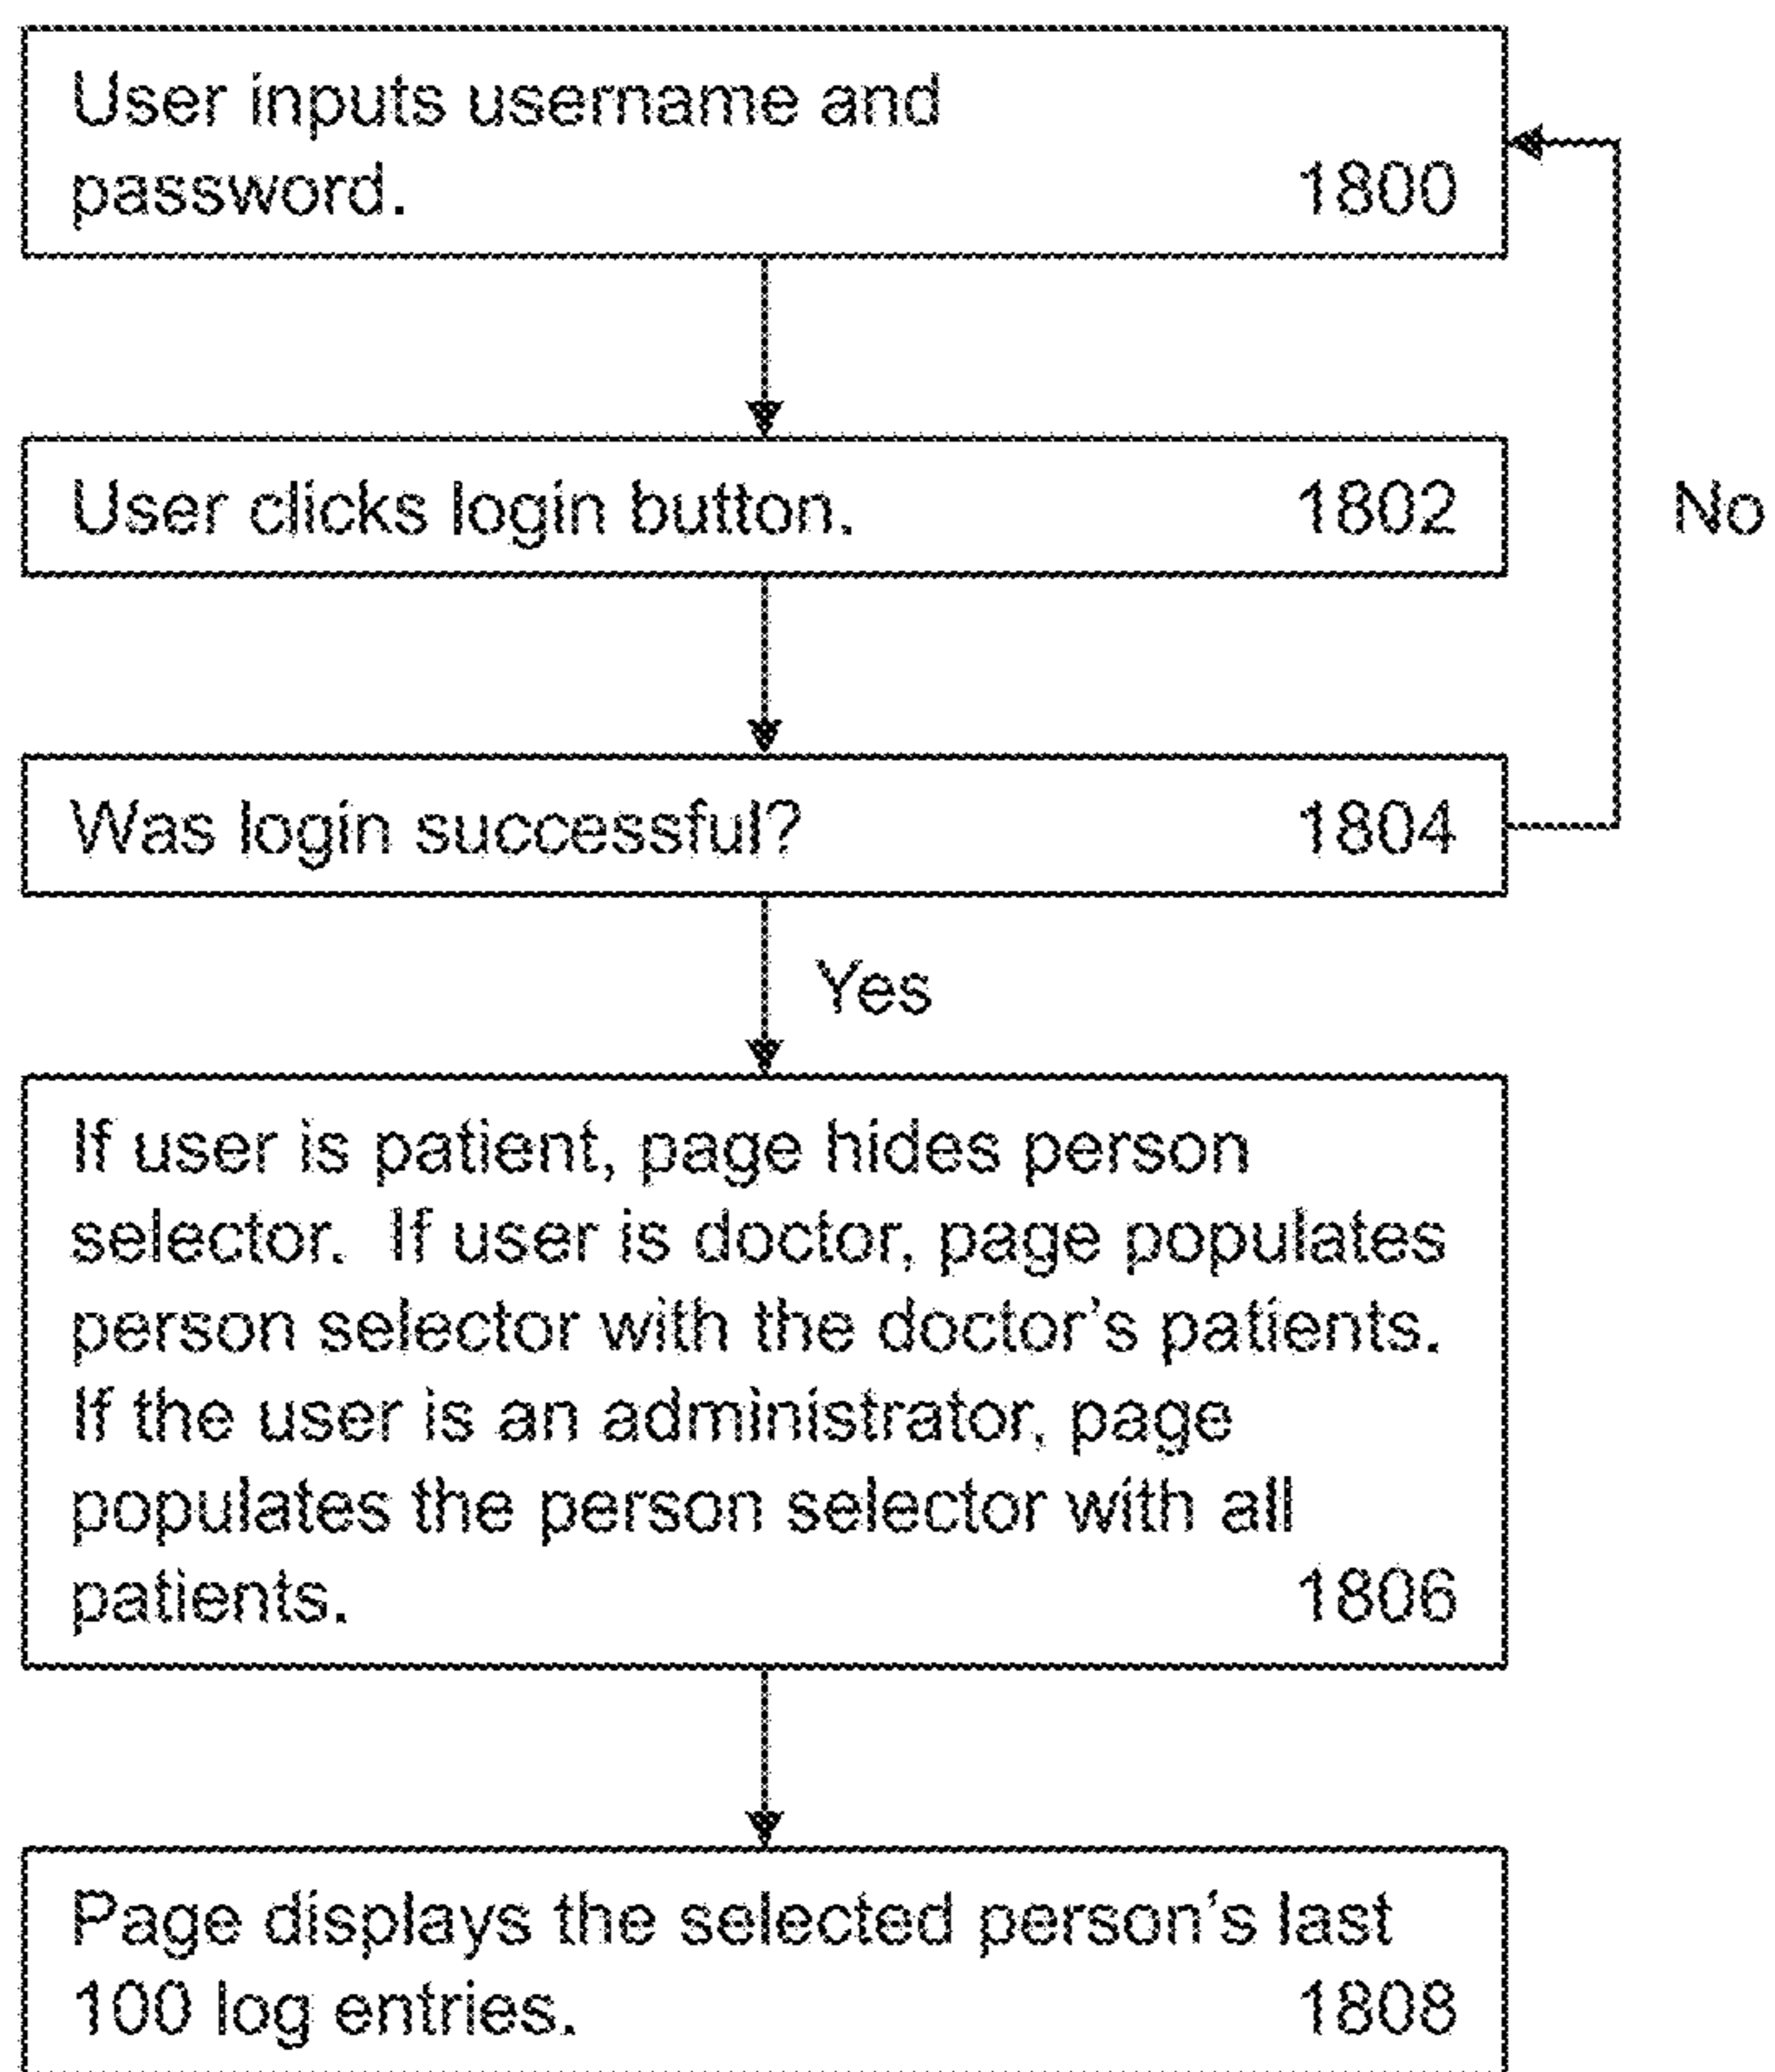 User inputs username and
password. 1800
User clicks login button. 1802
No
Was login successful? 1804
Yes
If user is patient, page hides person
selector. If user is doctor, page populates
person selector with the doctor's patients.
If the user is an administrator, page
populates the person selector with all
patients. 1806
Page displays the selected person's last
100 log entries. 1808